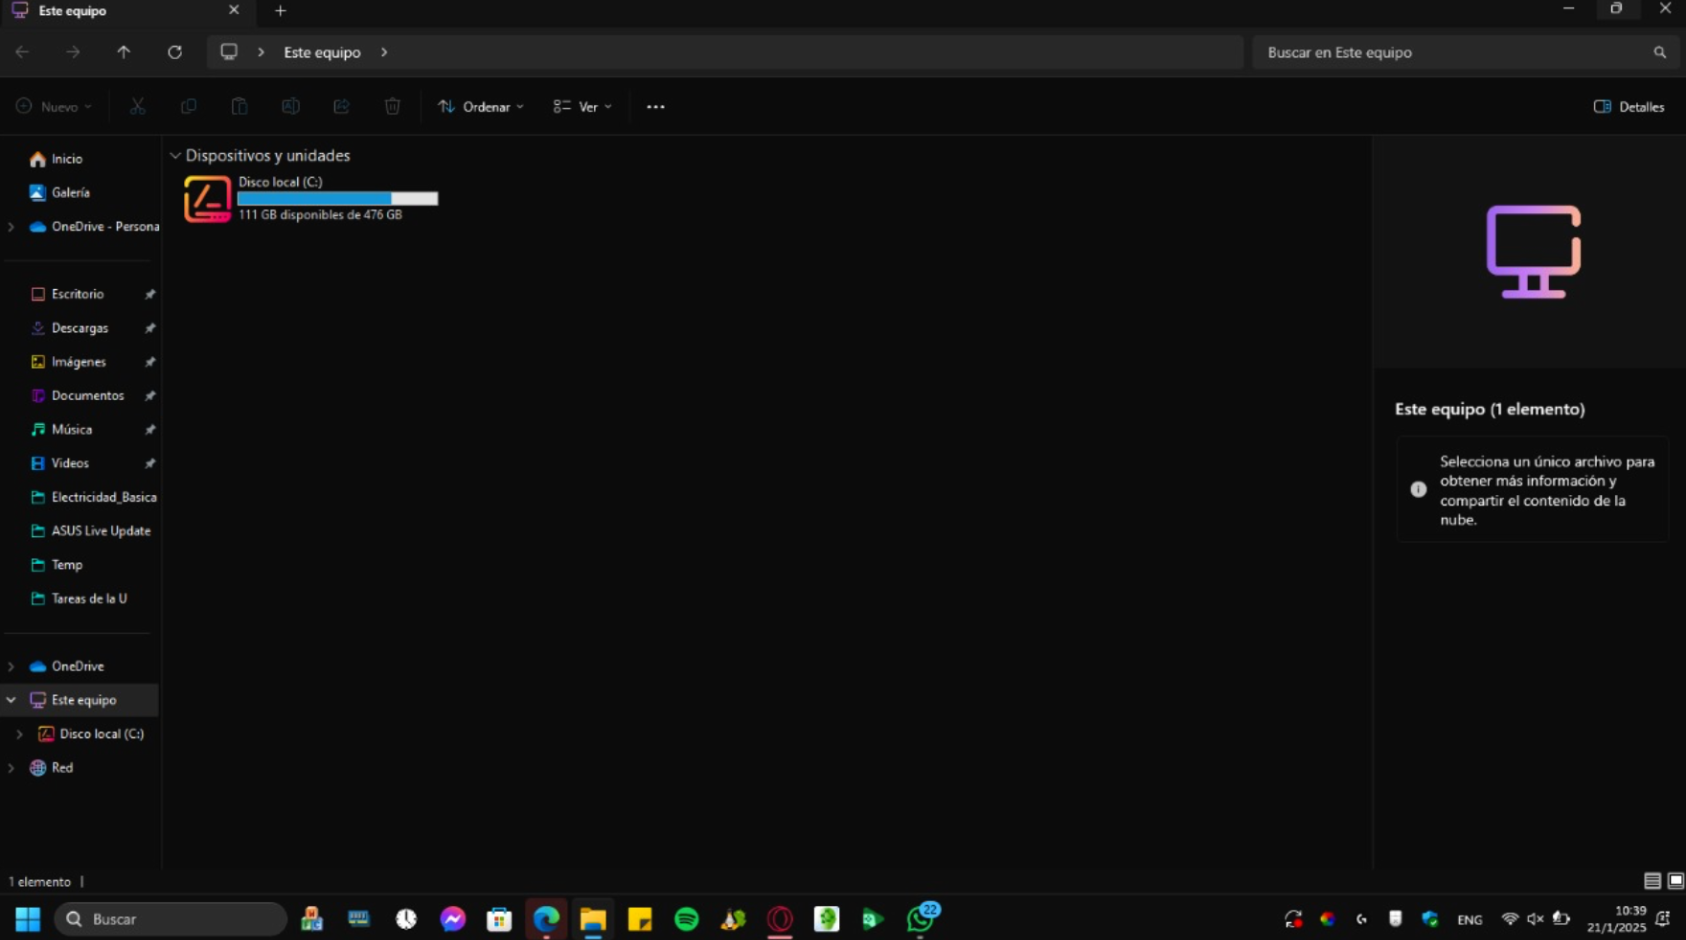 Este equipo
Este equipo
Buscar en Este equipo
Nuevo
Ordenar
Ver
Detalles
Inicio
Galería
OneDrive - Persona
Escritorio
Descargas
Imágenes
Documentos
Música
Videos
Electricidad_Basica
ASUS Live Update
Temp
Tareas de la U
OneDrive
Este equipo
Disco local (C:)
Red
Dispositivos y unidades
Disco local (C:)
111 GB disponibles de 476 GB
Este equipo (1 elemento)
Selecciona un único archivo para
obtener más información y
compartir el contenido de la
nube.
1 elemento
Buscar
22
ENG
10:39
21/1/2025